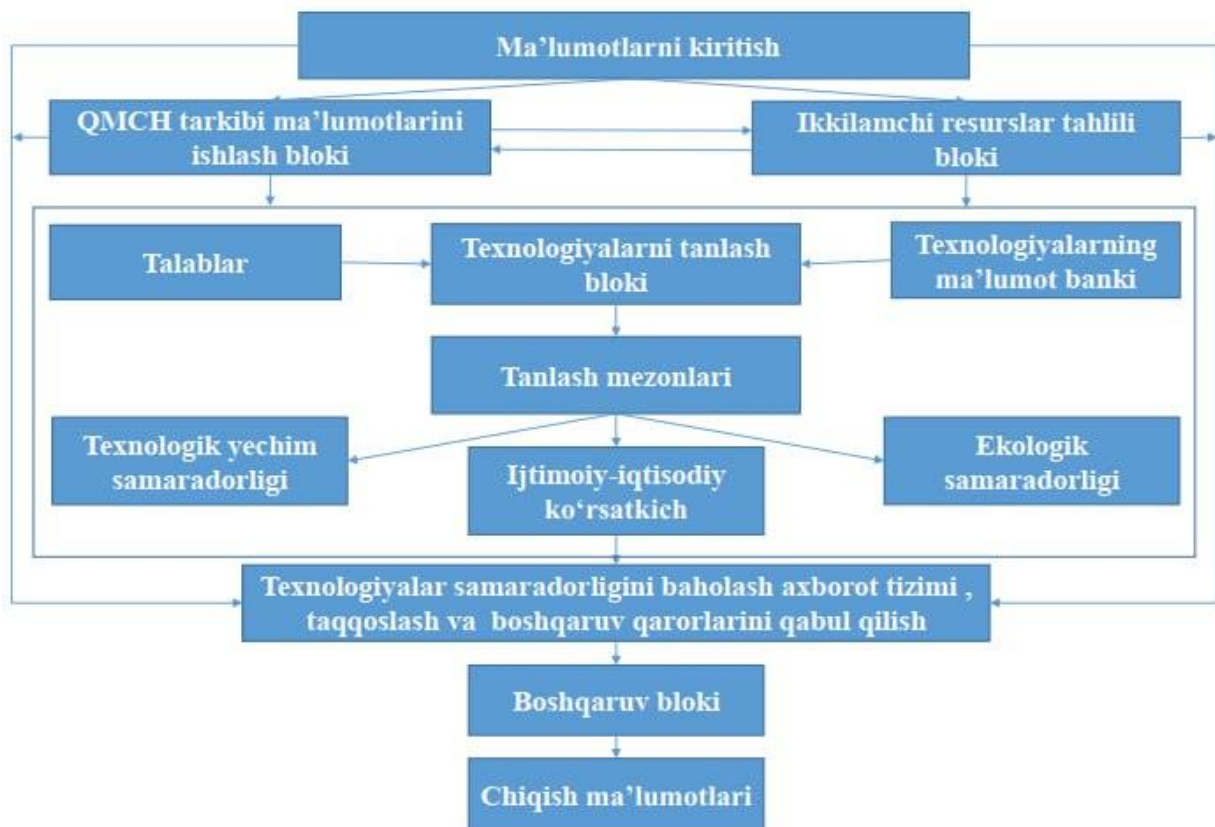 Ma’lumotlarni kiritish
QMCH tarkibi ma’lumotlarini
ishlash bloki
Ikkilamchi resurslar tahlili
bloki
Talablar
Texnologiyalarni tanlash
bloki
Texnologiyalarning
ma’lumot banki
Tanlash mezonlari
Texnologik yechim
samaradorligi
Ijtimoiy-iqtisodiy
ko‘rsatkich
Ekologik
samaradorligi
Texnologiyalar samaradorligini baholash axborot tizimi ,
taqqoslash va boshqaruv qarorlarini qabul qilish
Boshqaruv bloki
Chiqish ma’lumotlari